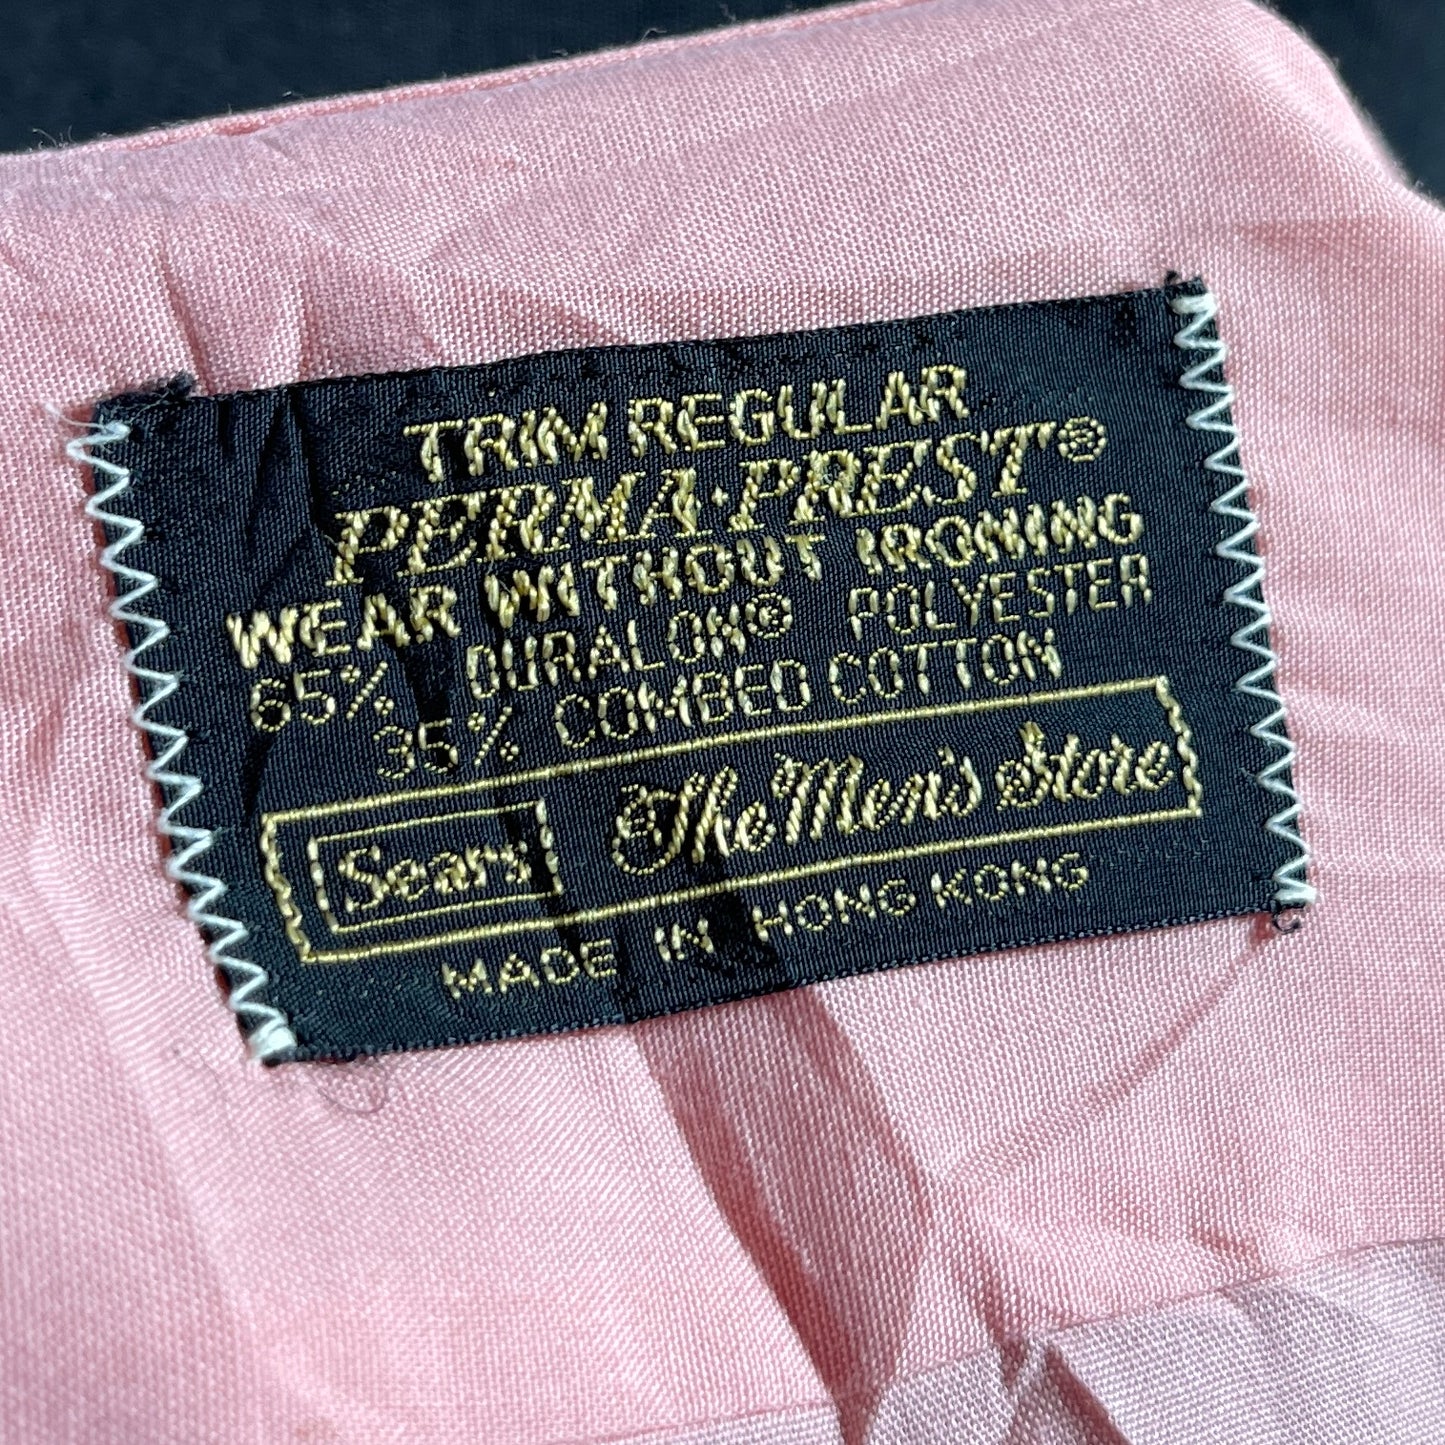 TRIM REGULAR
PERMA·PREST®
WEAR WITHOUT IRONING
65% DURALON® POLYESTER
35% COMBED COTTON
Sears The Men's Store
MADE IN HONG KONG